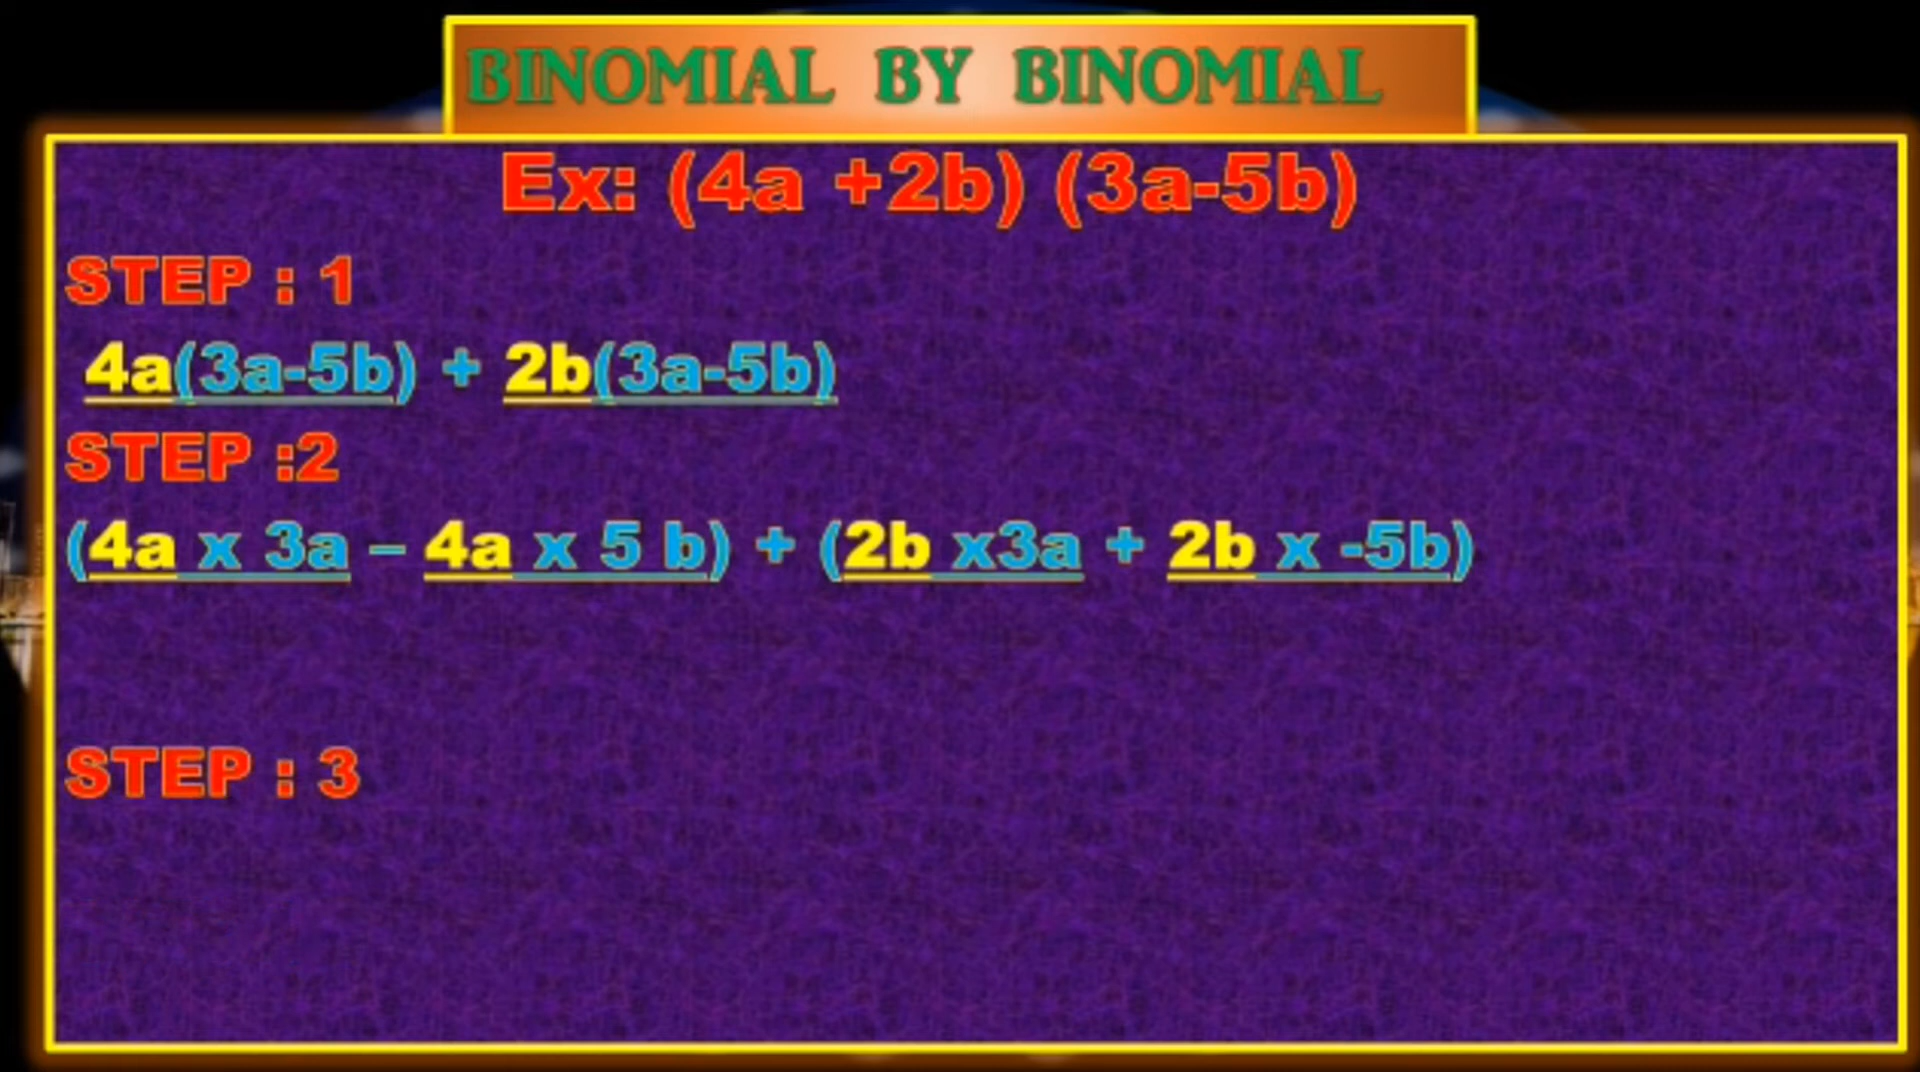 BINOMIAL BY BINOMIAL
Ex: (4a +2b) (3a-5b)
STEP : 1
4a(3a-5b) + 2b(3a-5b)
STEP :2
(4a x 3a – 4a x 5 b) + (2b x3a + 2b x -5b)
STEP : 3